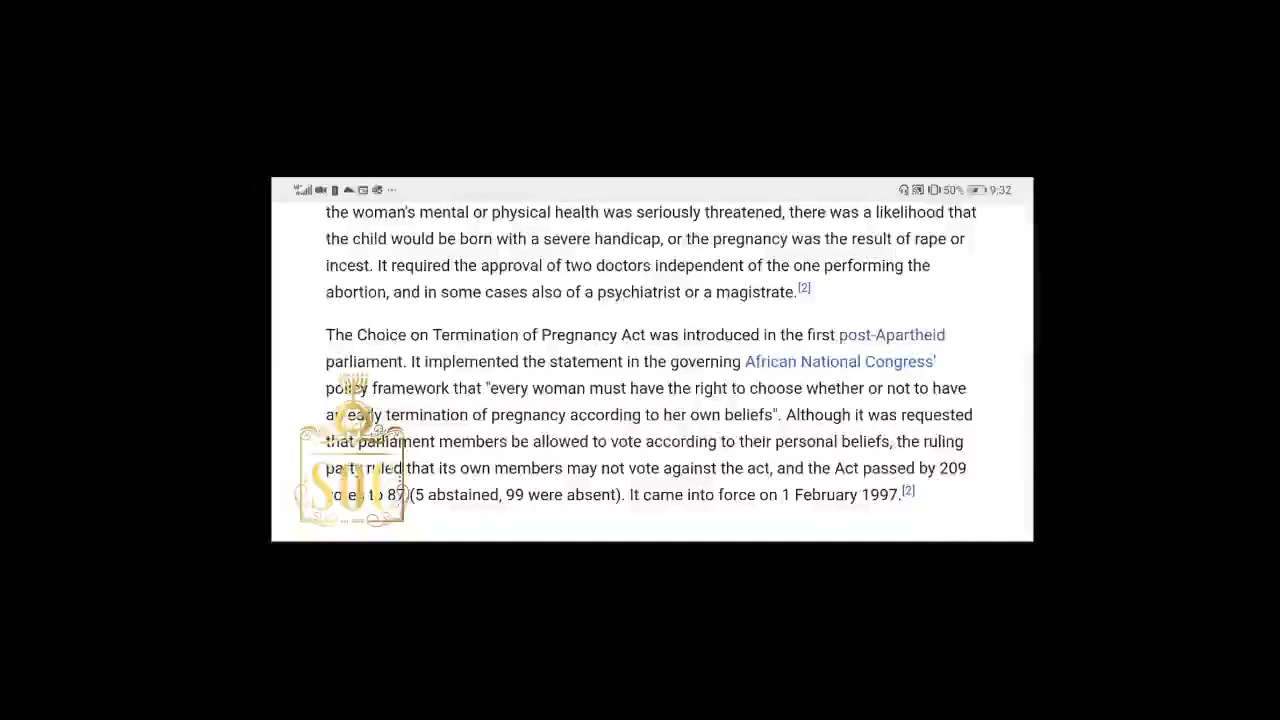 50% 9:32
the woman's mental or physical health was seriously threatened, there was a likelihood that
the child would be born with a severe handicap, or the pregnancy was the result of rape or
incest. It required the approval of two doctors independent of the one performing the
abortion, and in some cases also of a psychiatrist or a magistrate.[2]
The Choice on Termination of Pregnancy Act was introduced in the first post-Apartheid
parliament. It implemented the statement in the governing African National Congress'
policy framework that "every woman must have the right to choose whether or not to have
an early termination of pregnancy according to her own beliefs". Although it was requested
that parliament members be allowed to vote according to their personal beliefs, the ruling
party ruled that its own members may not vote against the act, and the Act passed by 209
votes to 87 (5 abstained, 99 were absent). It came into force on 1 February 1997.[2]